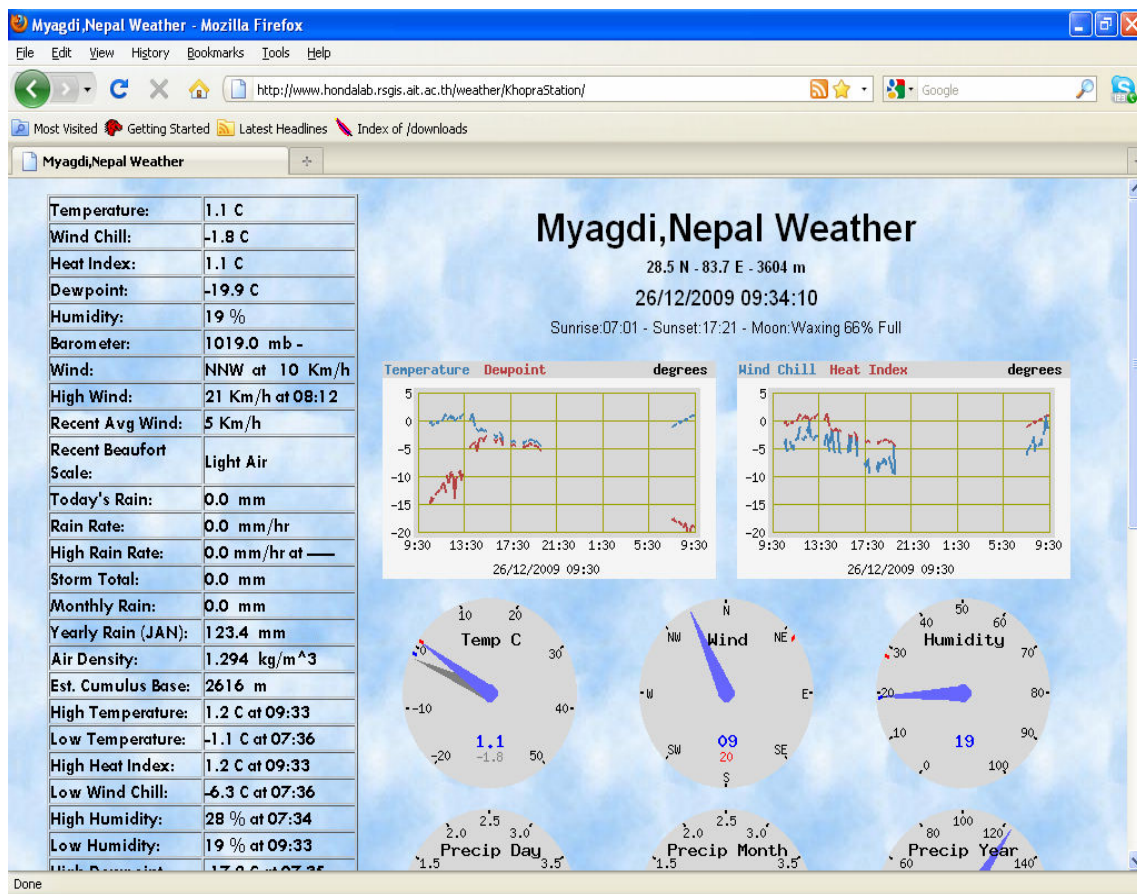 Myagdi,Nepal Weather - Mozilla Firefox
File Edit View History Bookmarks Tools Help
http://www.hondalab.rsgis.ait.ac.th/weather/KhopraStation/
Google
Most Visited Getting Started Latest Headlines Index of /downloads
Myagdi,Nepal Weather
Temperature: 1.1 C
Wind Chill: -1.8 C
Heat Index: 1.1 C
Dewpoint: -19.9 C
Humidity: 19 %
Barometer: 1019.0 mb -
Wind: NNW at 10 Km/h
High Wind: 21 Km/h at 08:12
Recent Avg Wind: 5 Km/h
Recent Beaufort
Scale: Light Air
Today's Rain: 0.0 mm
Rain Rate: 0.0 mm/hr
High Rain Rate: 0.0 mm/hr at ----
Storm Total: 0.0 mm
Monthly Rain: 0.0 mm
Yearly Rain (JAN): 123.4 mm
Air Density: 1.294 kg/m^3
Est. Cumulus Base: 2616 m
High Temperature: 1.2 C at 09:33
Low Temperature: -1.1 C at 07:36
High Heat Index: 1.2 C at 09:33
Low Wind Chill: -6.3 C at 07:36
High Humidity: 28 % at 07:34
Low Humidity: 19 % at 09:33
Myagdi,Nepal Weather
28.5 N - 83.7 E - 3604 m
26/12/2009 09:34:10
Sunrise:07:01 - Sunset:17:21 - Moon:Waxing 66% Full
Temperature Dewpoint degrees
5
0
-5
-10
-15
-20
9:30 13:30 17:30 21:30 1:30 5:30 9:30
26/12/2009 09:30
Wind Chill Heat Index degrees
5
0
-5
-10
-15
-20
9:30 13:30 17:30 21:30 1:30 5:30 9:30
26/12/2009 09:30
10 20
Temp C
0 30
-10 40
1.1
-20 -1.8 50
N
NW Wind NE
W E
09
SW 20 SE
S
50
40 60
Humidity
30 70
20 80
10 19 90
0 100
2.5
2.0 3.0
Precip Day
1.5 3.5
2.5
2.0 3.0
Precip Month
1.5 3.5
100
80 120
Precip Year
60 140
Done